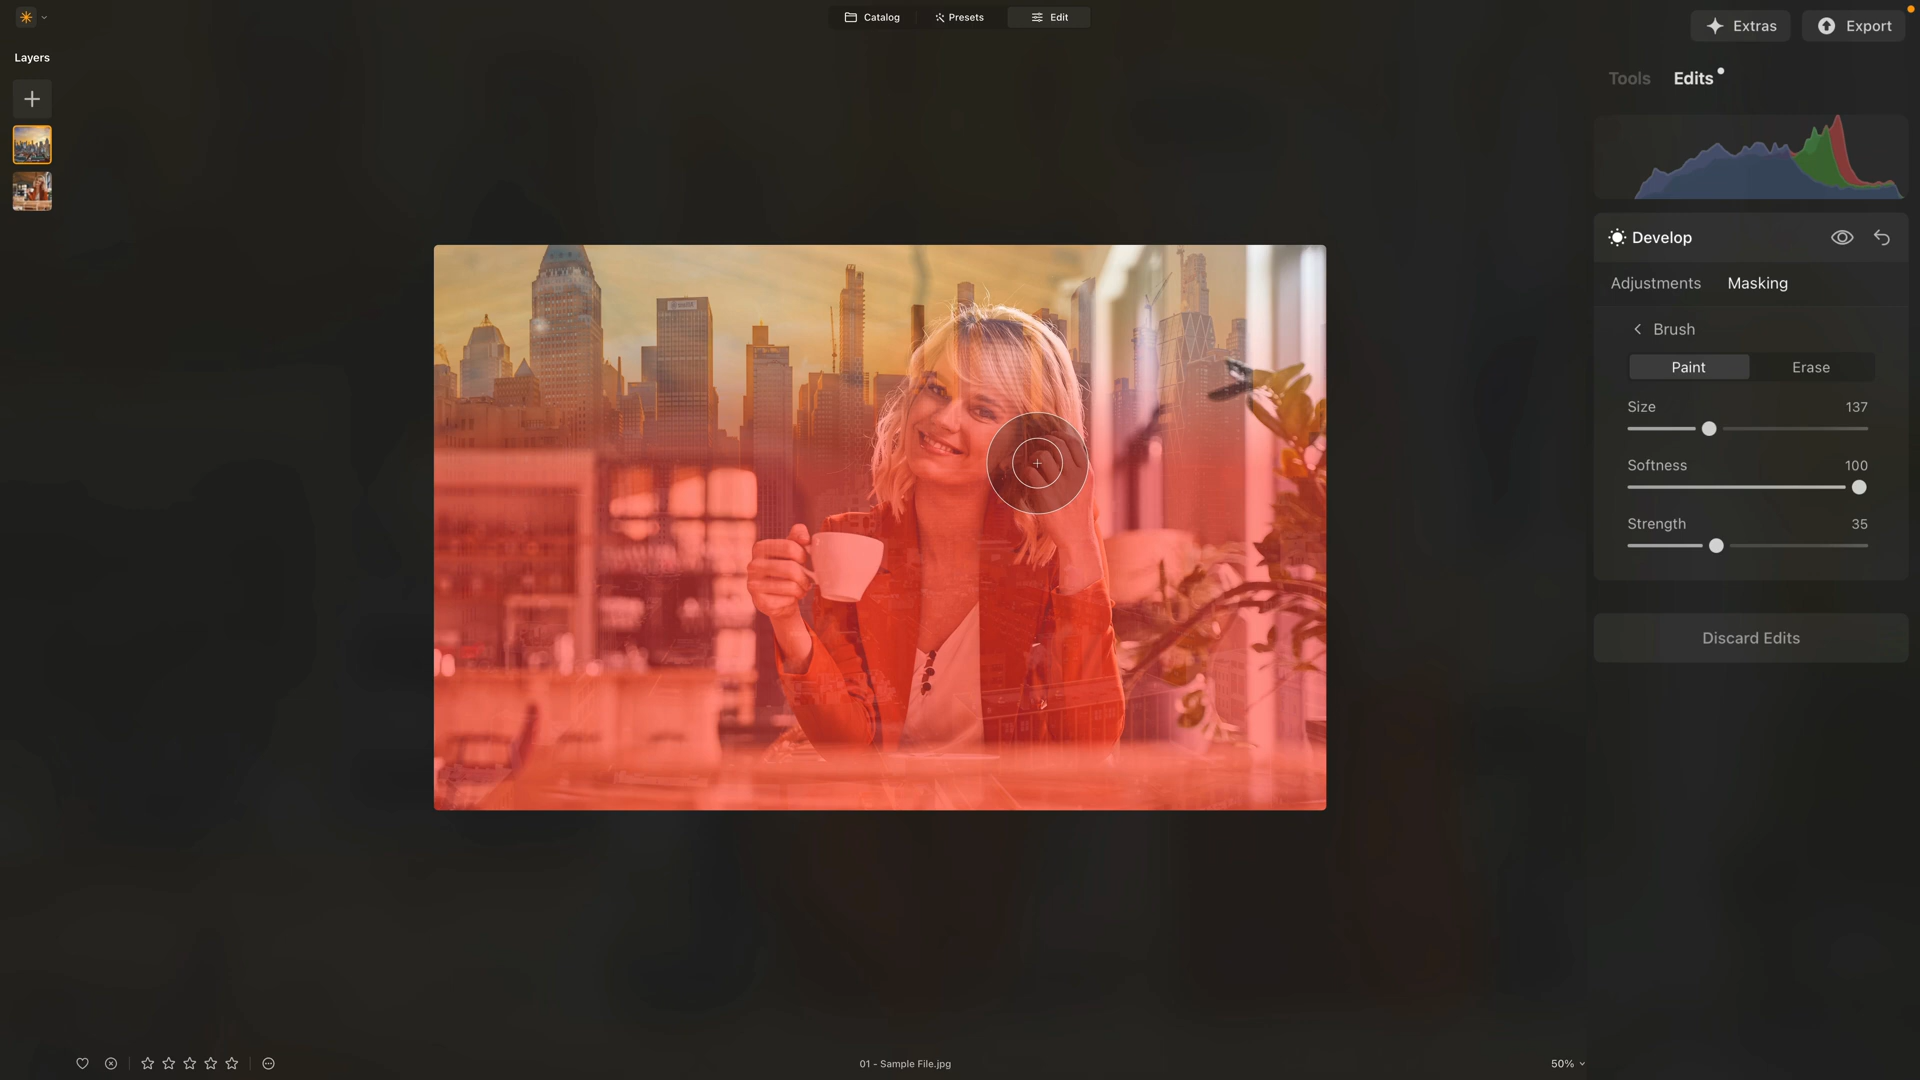 Catalog
Presets
Edit
Extras
Export
Layers
Tools
Edits
Develop
Adjustments
Masking
Brush
Paint
Erase
Size
137
Softness
100
Strength
35
Discard Edits
01 - Sample File.jpg
50%